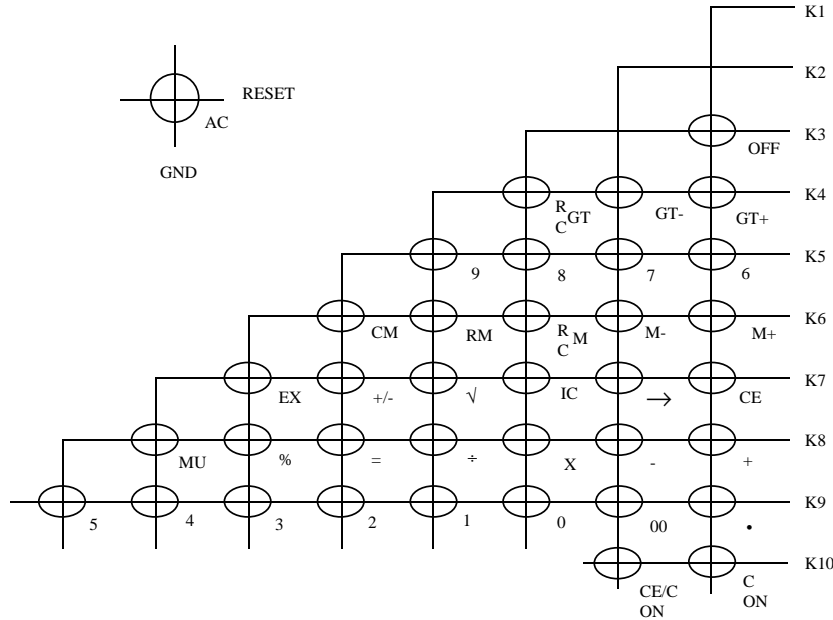 K1
K2
RESET
AC
K3
OFF
GND
K4
R GT
C
GT-
GT+
K5
9
8
7
6
K6
CM
RM
R M
C
M-
M+
K7
EX
+/-
√
IC
→
CE
K8
MU
%
=
÷
X
-
+
K9
5
4
3
2
1
0
00
•
K10
CE/C
ON
C
ON